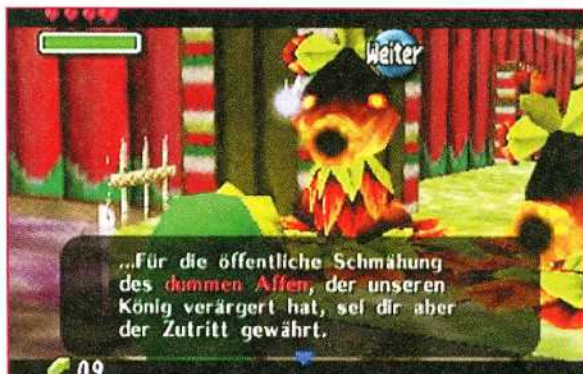 Weiter
...Für die öffentliche Schmähung
des dummen Affen, der unseren
König verärgert hat, sei dir aber
der Zutritt gewährt.
09